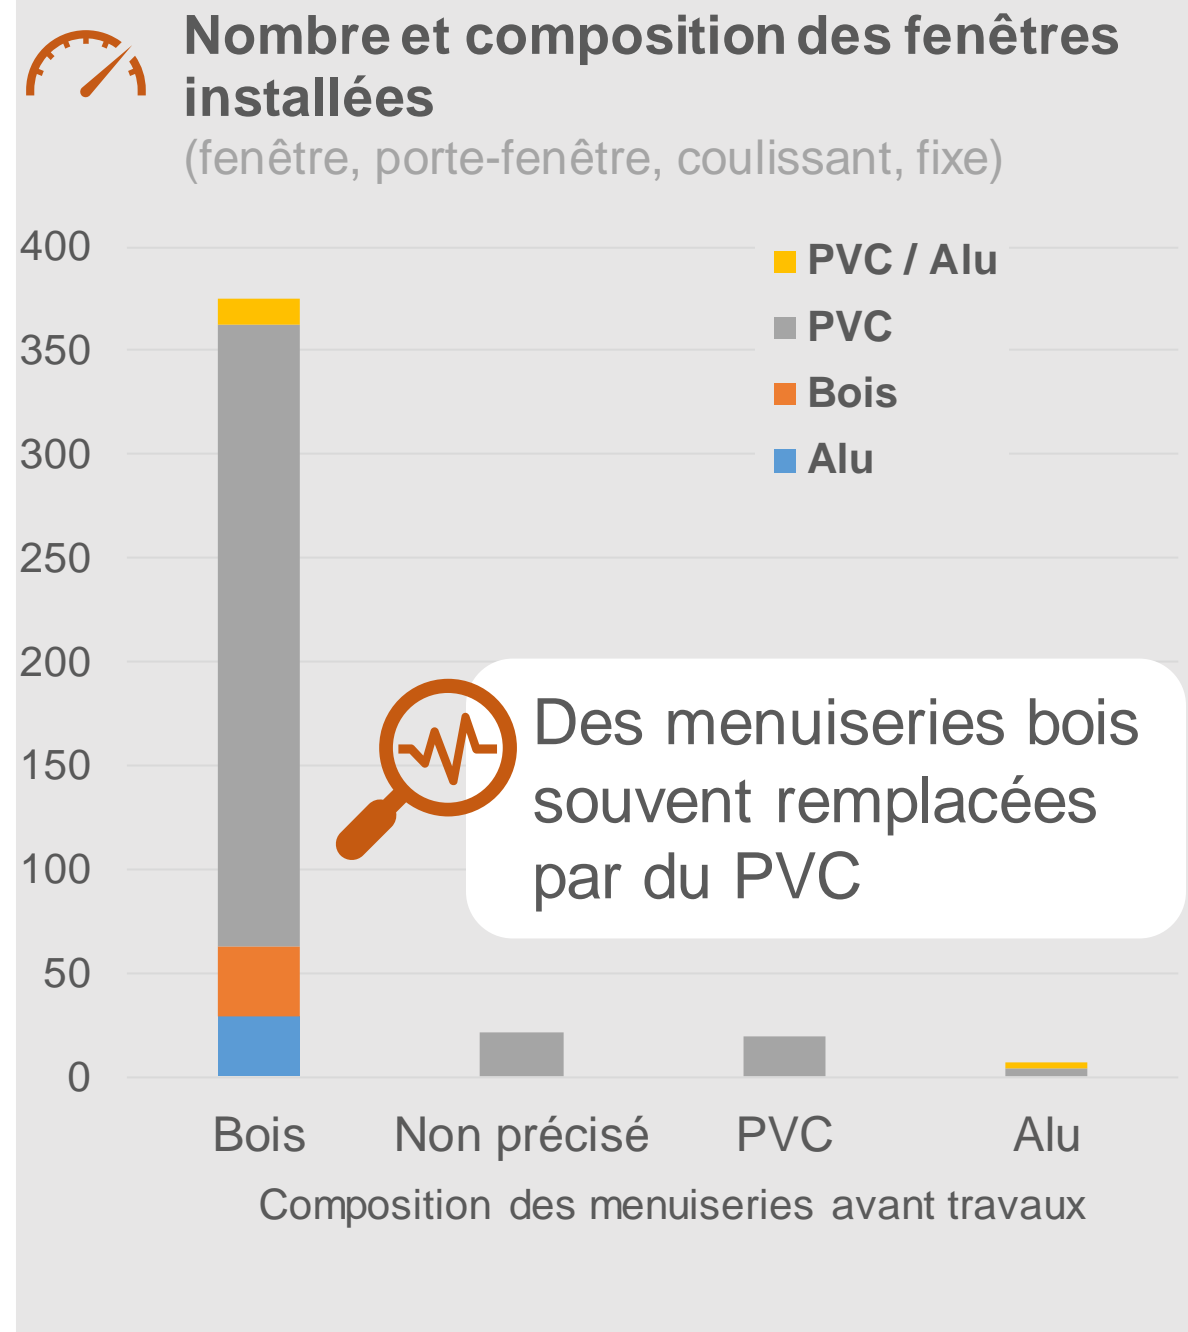 Nombre et composition des fenêtres
installées
(fenêtre, porte-fenêtre, coulissant, fixe)
400
350
300
250
200
150
100
50
0
PVC / Alu
PVC
Bois
Alu
Des menuiseries bois
souvent remplacées
par du PVC
Bois
Non précisé
PVC
Alu
Composition des menuiseries avant travaux